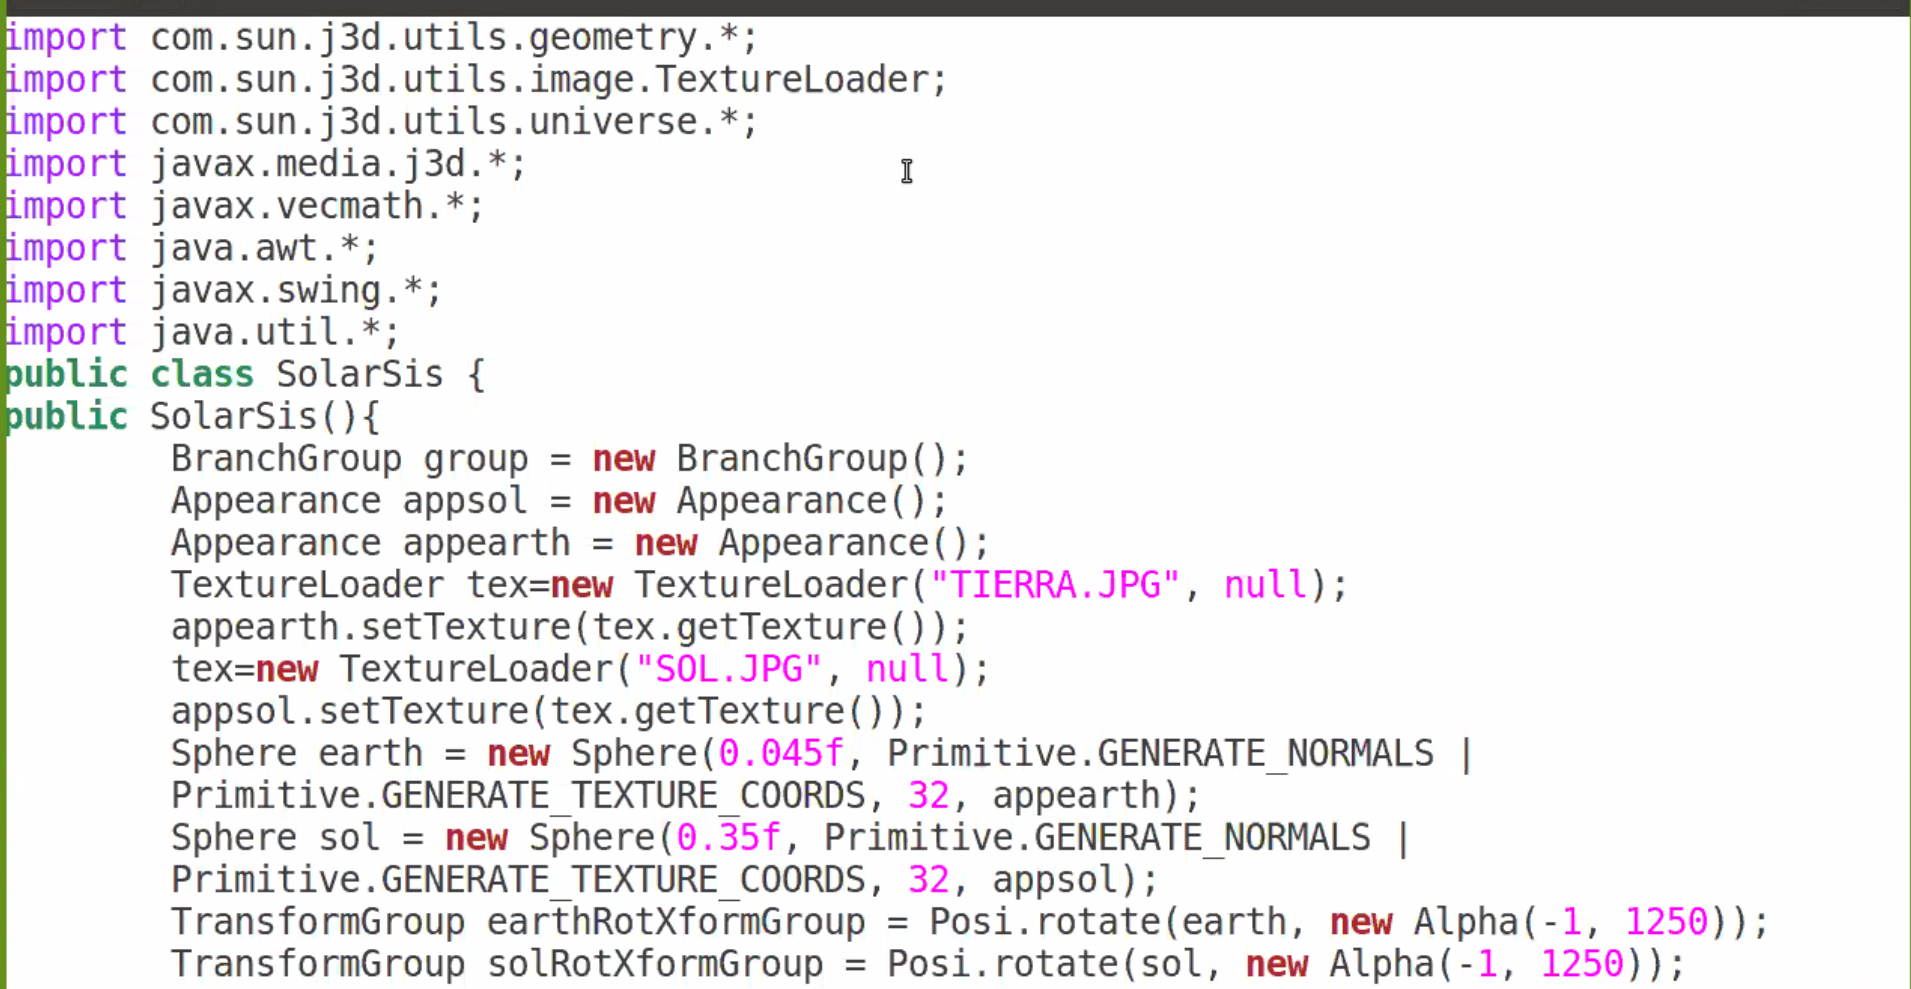 import com.sun.j3d.utils.geometry.*;
import com.sun.j3d.utils.image.TextureLoader;
import com.sun.j3d.utils.universe.*;
import javax.media.j3d.*;
import javax.vecmath.*;
import java.awt.*;
import javax.swing.*;
import java.util.*;
public class SolarSis {
public SolarSis(){
BranchGroup group = new BranchGroup();
Appearance appsol = new Appearance();
Appearance appearth = new Appearance();
TextureLoader tex=new TextureLoader("TIERRA.JPG", null);
appearth.setTexture(tex.getTexture());
tex=new TextureLoader("SOL.JPG", null);
appsol.setTexture(tex.getTexture());
Sphere earth = new Sphere(0.045f, Primitive.GENERATE_NORMALS |
Primitive.GENERATE_TEXTURE_COORDS, 32, appearth);
Sphere sol = new Sphere(0.35f, Primitive.GENERATE_NORMALS |
Primitive.GENERATE_TEXTURE_COORDS, 32, appsol);
TransformGroup earthRotXformGroup = Posi.rotate(earth, new Alpha(-1, 1250));
TransformGroup solRotXformGroup = Posi.rotate(sol, new Alpha(-1, 1250));